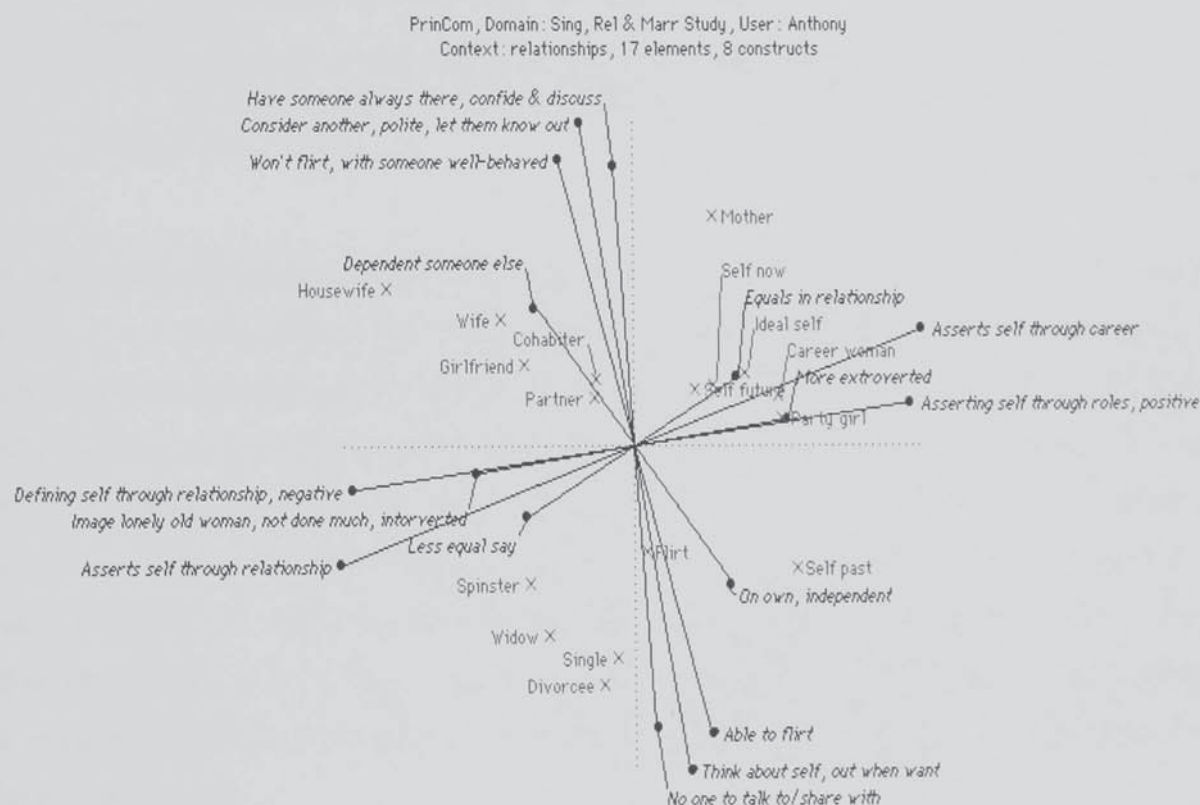 PrinCom, Domain: Sing, Rel & Marr Study, User: Anthony
Context: relationships, 17 elements, 8 constructs
Have someone always there, confide & discuss
Consider another, polite, let them know out
Won't flirt, with someone well-behaved
Mother
Dependent someone else
Self now
Housewife
Equals in relationship
Wife
Ideal self
Asserts self through career
Cohabiter
Career woman
Girlfriend
More extroverted
Partner
Self future
Asserting self through roles, positive
Party girl
Defining self through relationship, negative
Image lonely old woman, not done much, intorverted
Less equal say
Flirt
Asserts self through relationship
Self past
Spinster
On own, independent
Widow
Single
Divorcee
Able to flirt
Think about self, out when want
No one to talk to/share with